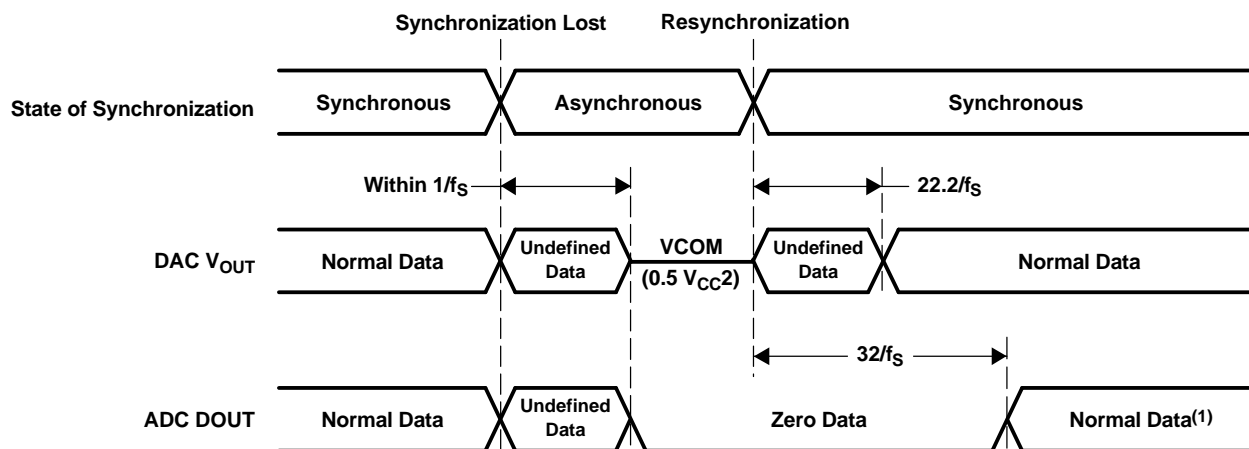 Synchronization Lost Resynchronization
State of Synchronization Synchronous Asynchronous Synchronous
Within 1/fS 22.2/fS
DAC VOUT Normal Data Undefined Data VCOM (0.5 VCC2) Undefined Data Normal Data
32/fS
ADC DOUT Normal Data Undefined Data Zero Data Normal Data(1)